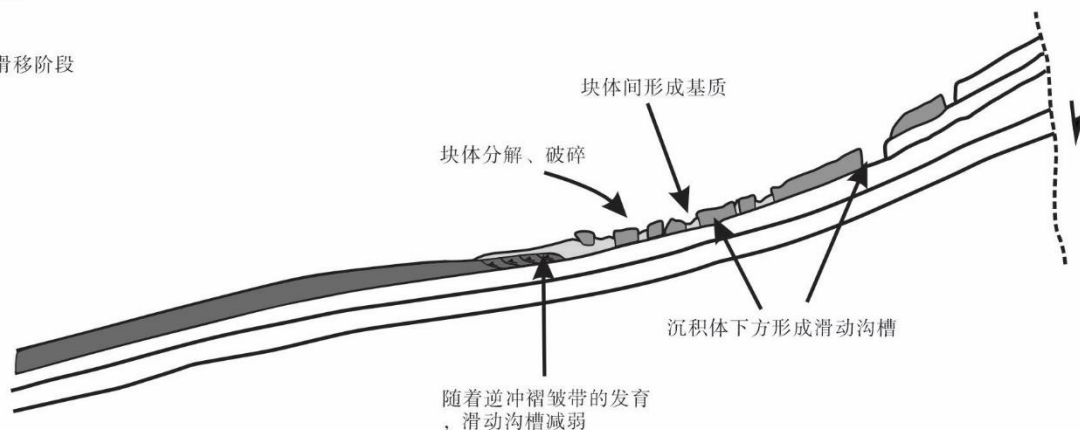 滑移阶段
块体间形成基质
块体分解、破碎
沉积体下方形成滑动沟槽
随着逆冲褶皱带的发育
，滑动沟槽减弱